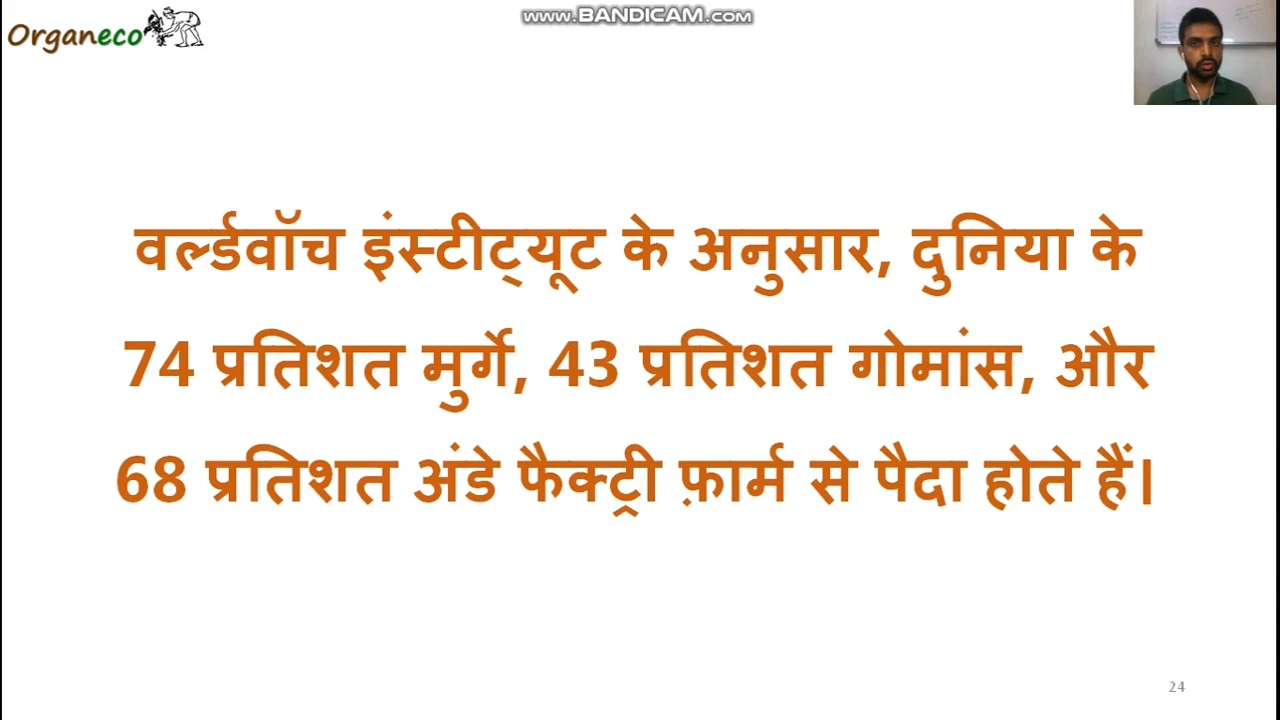 Organeco
www.BANDICAM.com
वर्ल्डवॉच इंस्टीट्यूट के अनुसार, दुनिया के
74 प्रतिशत मुर्गे, 43 प्रतिशत गोमांस, और
68 प्रतिशत अंडे फैक्ट्री फ़ार्म से पैदा होते हैं।
24